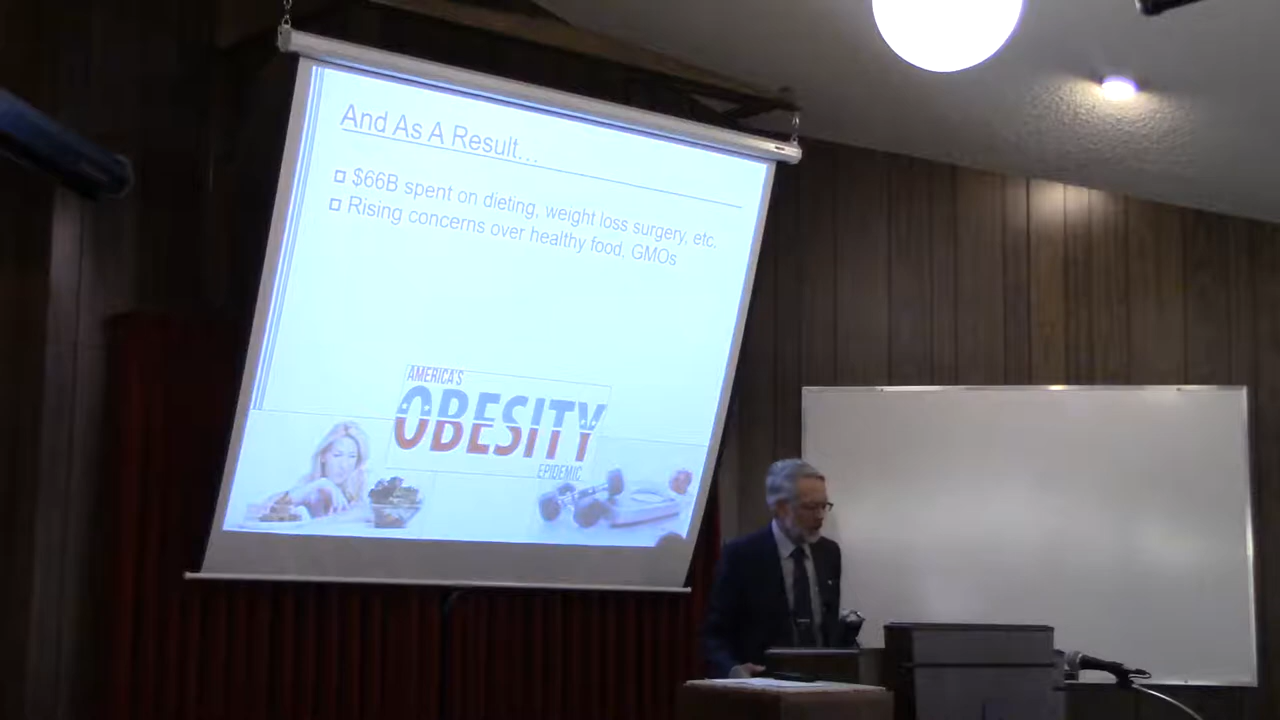 And As A Result...
$66B spent on dieting, weight loss surgery, etc.
Rising concerns over healthy food, GMOs
AMERICA'S
OBESITY
EPIDEMIC